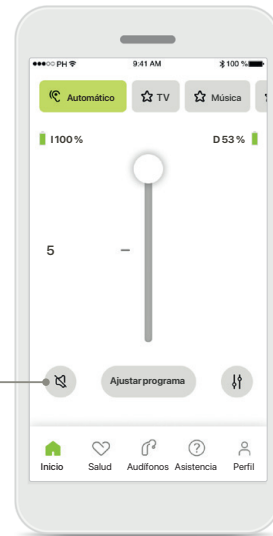 PH 9:41 AM 100 %
Automático TV Música
I 100 % D 53 %
5
Ajustar programa
Inicio Salud Audífonos Asistencia Perfil